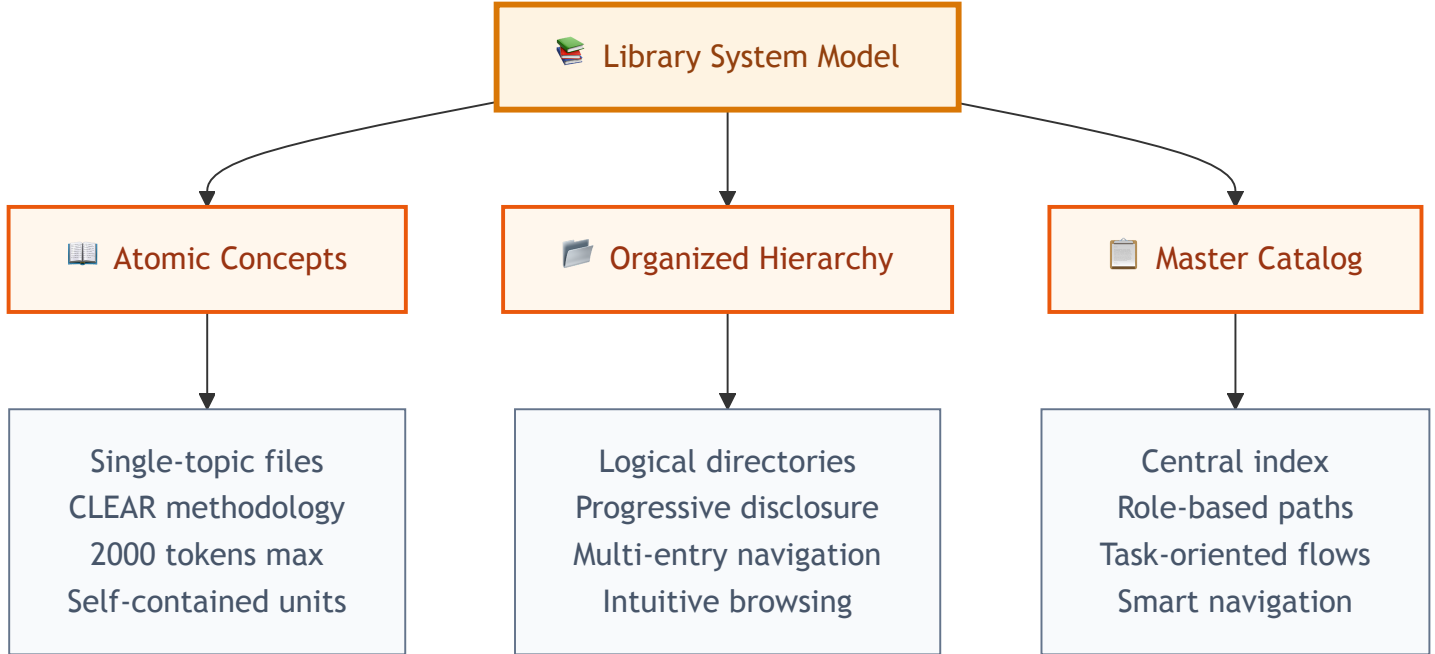 Library System Model
Atomic Concepts
Organized Hierarchy
Master Catalog
Single-topic files
CLEAR methodology
2000 tokens max
Self-contained units
Logical directories
Progressive disclosure
Multi-entry navigation
Intuitive browsing
Central index
Role-based paths
Task-oriented flows
Smart navigation